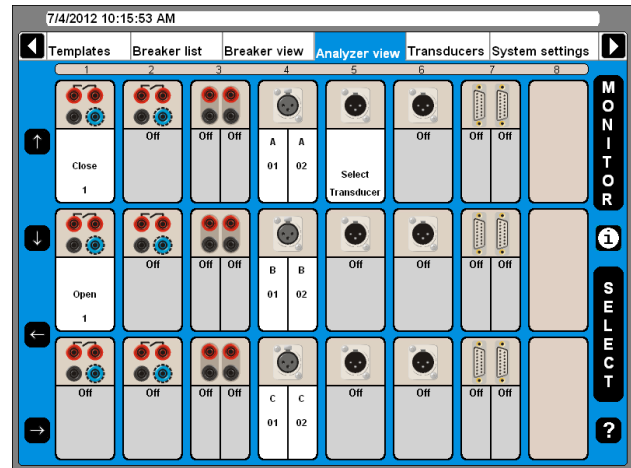 7/4/2012 10:15:53 AM
Templates Breaker list Breaker view Analyzer view Transducers System settings
1 2 3 4 5 6 7 8
Off Off Off A A Off Off Off
Close 01 02 Select
1 Transducer
Off Off Off B B Off Off Off Off
Open 01 02
1
Off Off Off Off C C Off Off Off Off
01 02
MONITOR
i
SELECT
?